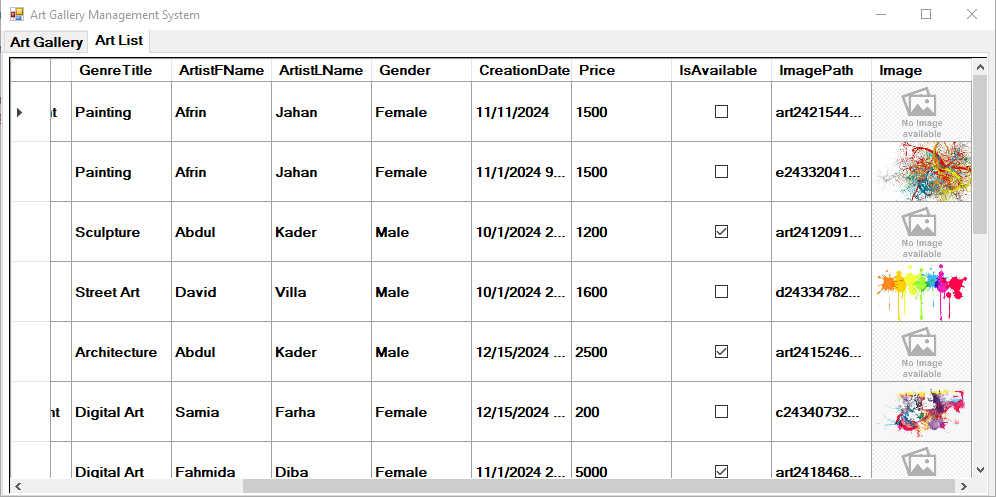 Art Gallery Management System
Art Gallery Art List
GenreTitle ArtistFName ArtistLName Gender CreationDate Price IsAvailable ImagePath Image
Painting Afrin Jahan Female 11/11/2024 1500 art2421544... No Image available
Painting Afrin Jahan Female 11/1/2024 9... 1500 e24332041...
Sculpture Abdul Kader Male 10/1/2024 2... 1200 art2412091... No Image available
Street Art David Villa Male 10/1/2024 2... 1600 d24334782...
Architecture Abdul Kader Male 12/15/2024 ... 2500 art2415246... No Image available
Digital Art Samia Farha Female 12/15/2024 ... 200 c24340732...
Digital Art Fahmida Diba Female 11/1/2024 2... 5000 art2418468...